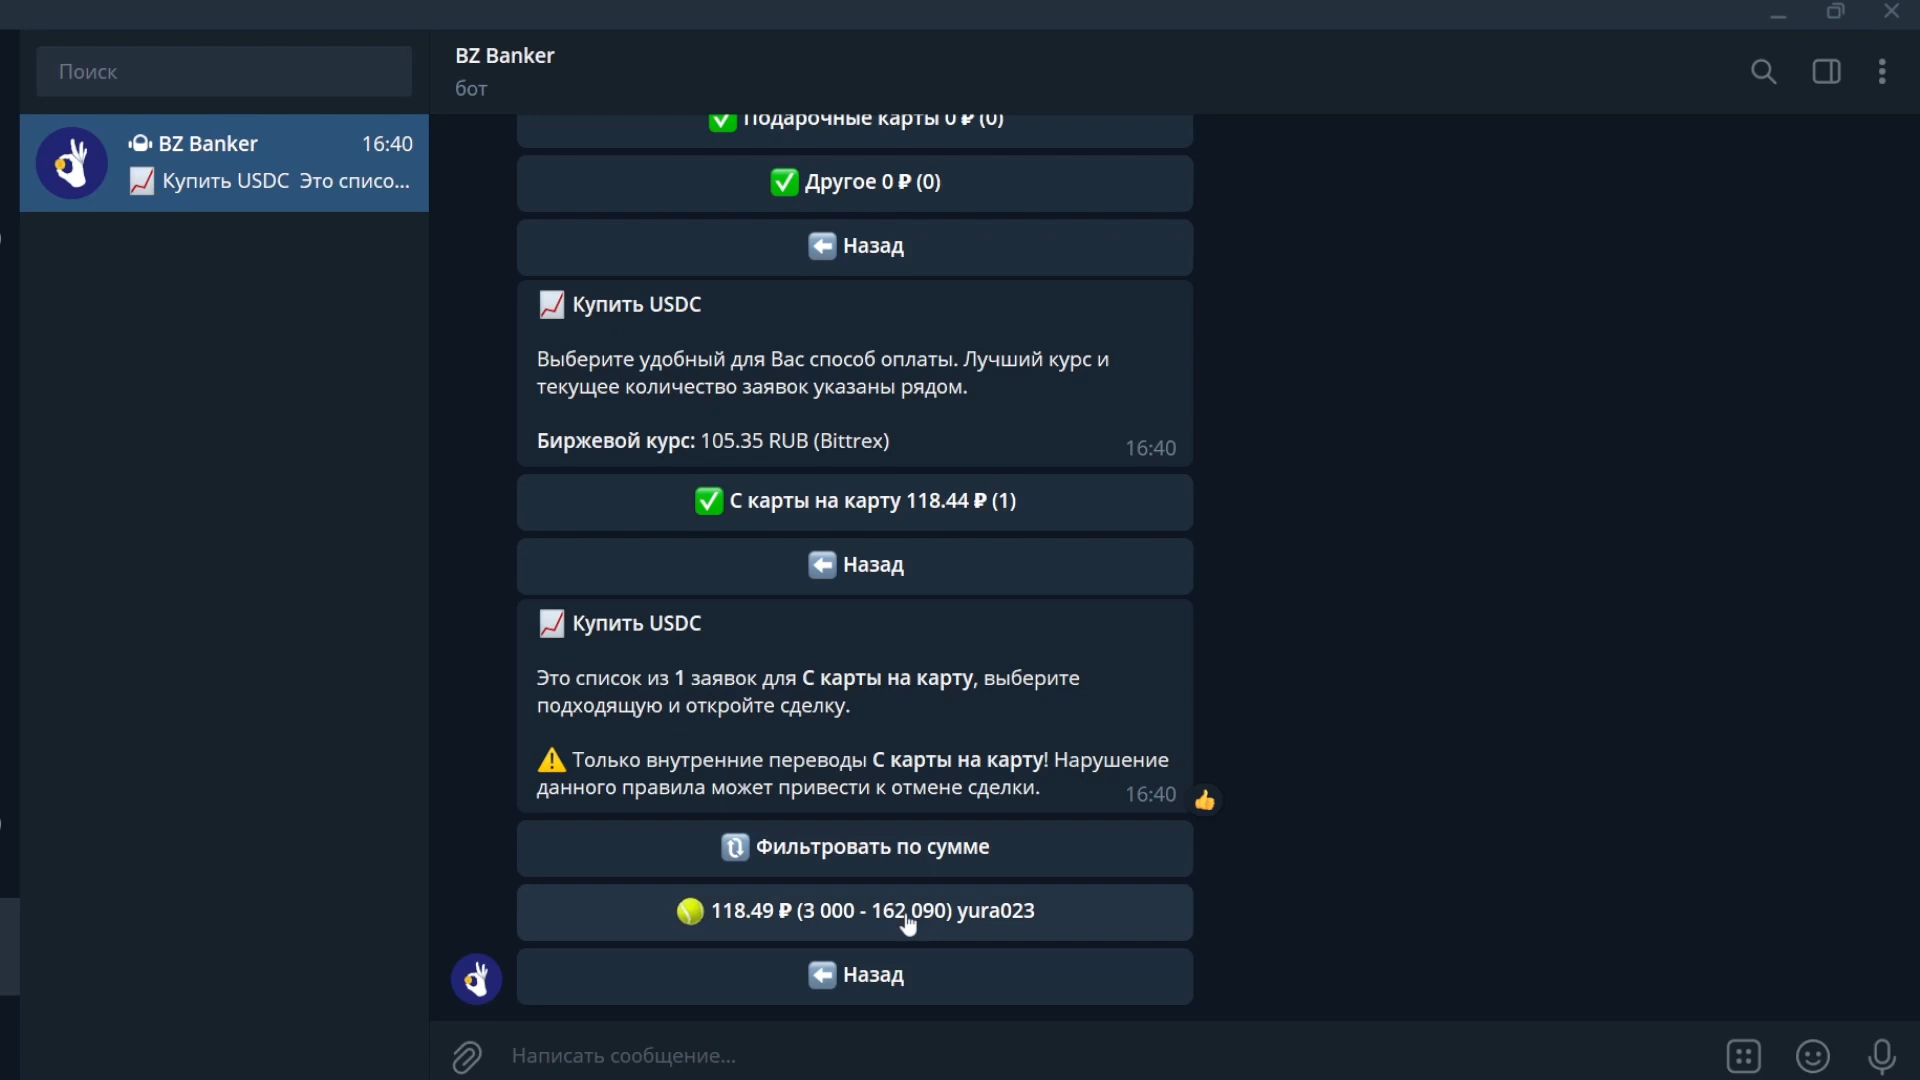 Поиск
BZ Banker
бот
BZ Banker 16:40
Купить USDC Это списо...
Подарочные карты 0 ₽ (0)
Другое 0 ₽ (0)
Назад
Купить USDC
Выберите удобный для Вас способ оплаты. Лучший курс и
текущее количество заявок указаны рядом.
Биржевой курс: 105.35 RUB (Bittrex)
16:40
С карты на карту 118.44 ₽ (1)
Назад
Купить USDC
Это список из 1 заявок для С карты на карту, выберите
подходящую и откройте сделку.
Только внутренние переводы С карты на карту! Нарушение
данного правила может привести к отмене сделки.
16:40
Фильтровать по сумме
118.49 ₽ (3 000 - 162 090) yura023
Назад
Написать сообщение...